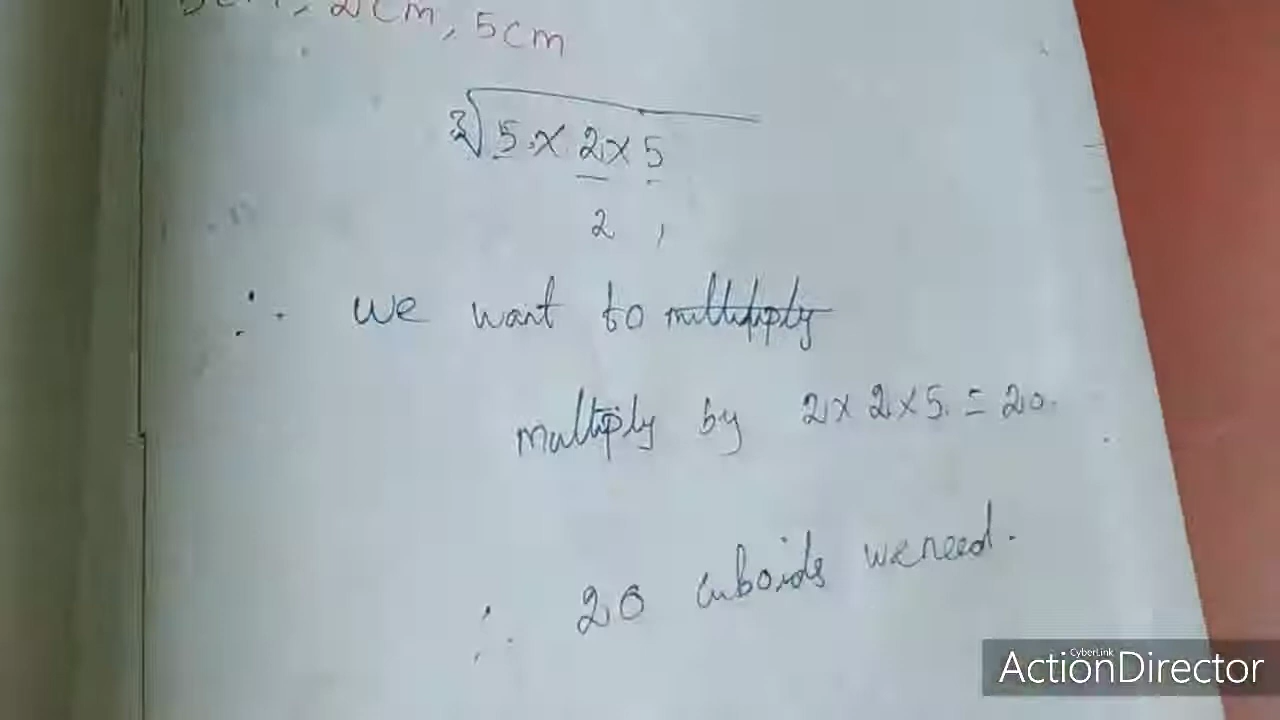 5cm, 2cm, 5cm
∛5 × 2 × 5
2 ,
∴ we want to multiply
multiply by 2 × 2 × 5 = 20.
∴ 20 cuboids we need.
CyberLink
ActionDirector